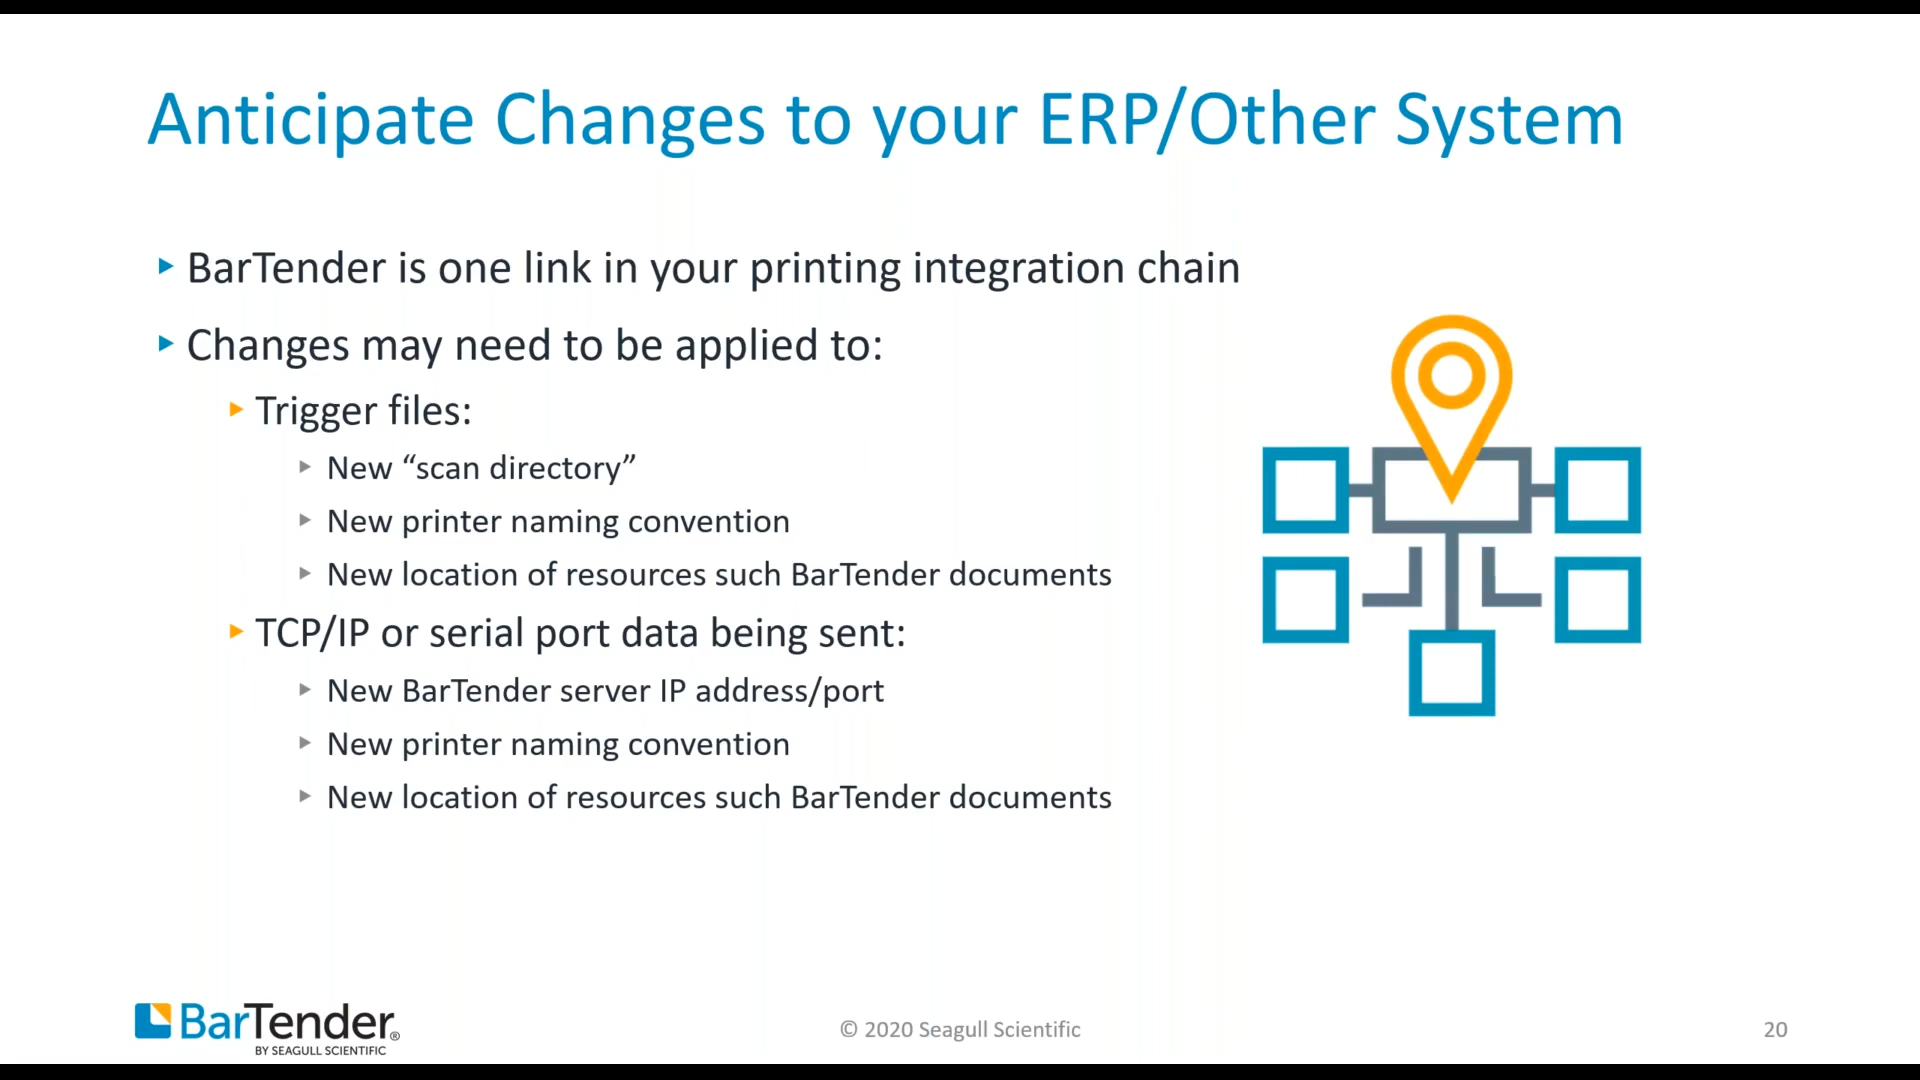 Anticipate Changes to your ERP/Other System
BarTender is one link in your printing integration chain
Changes may need to be applied to:
Trigger files:
New “scan directory”
New printer naming convention
New location of resources such BarTender documents
TCP/IP or serial port data being sent:
New BarTender server IP address/port
New printer naming convention
New location of resources such BarTender documents
BarTender®
BY SEAGULL SCIENTIFIC
© 2020 Seagull Scientific
20